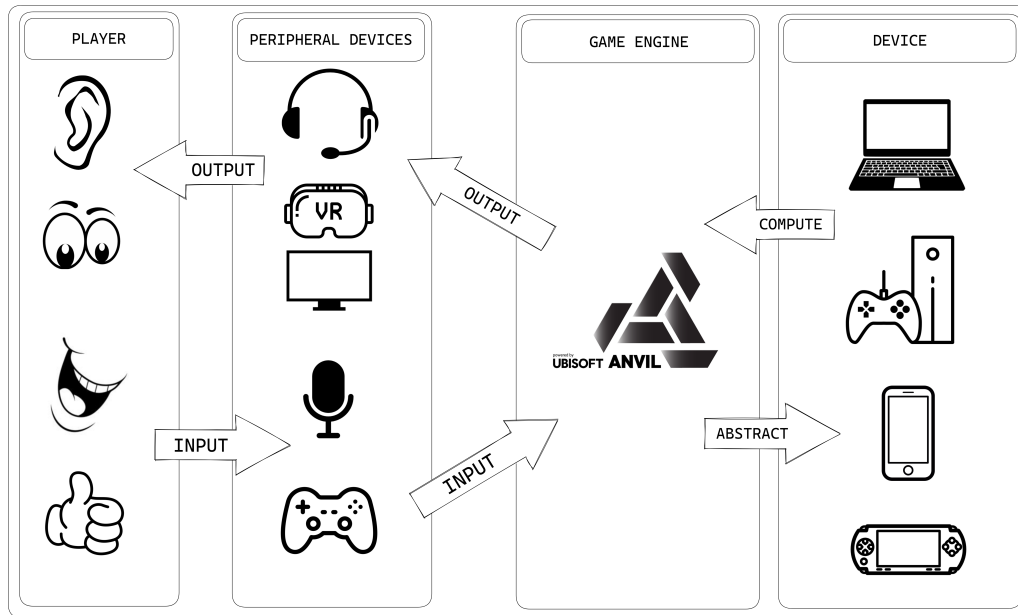 PLAYER
PERIPHERAL DEVICES
GAME ENGINE
DEVICE
OUTPUT
VR
OUTPUT
COMPUTE
powered by
UBISOFT ANVIL
INPUT
INPUT
ABSTRACT